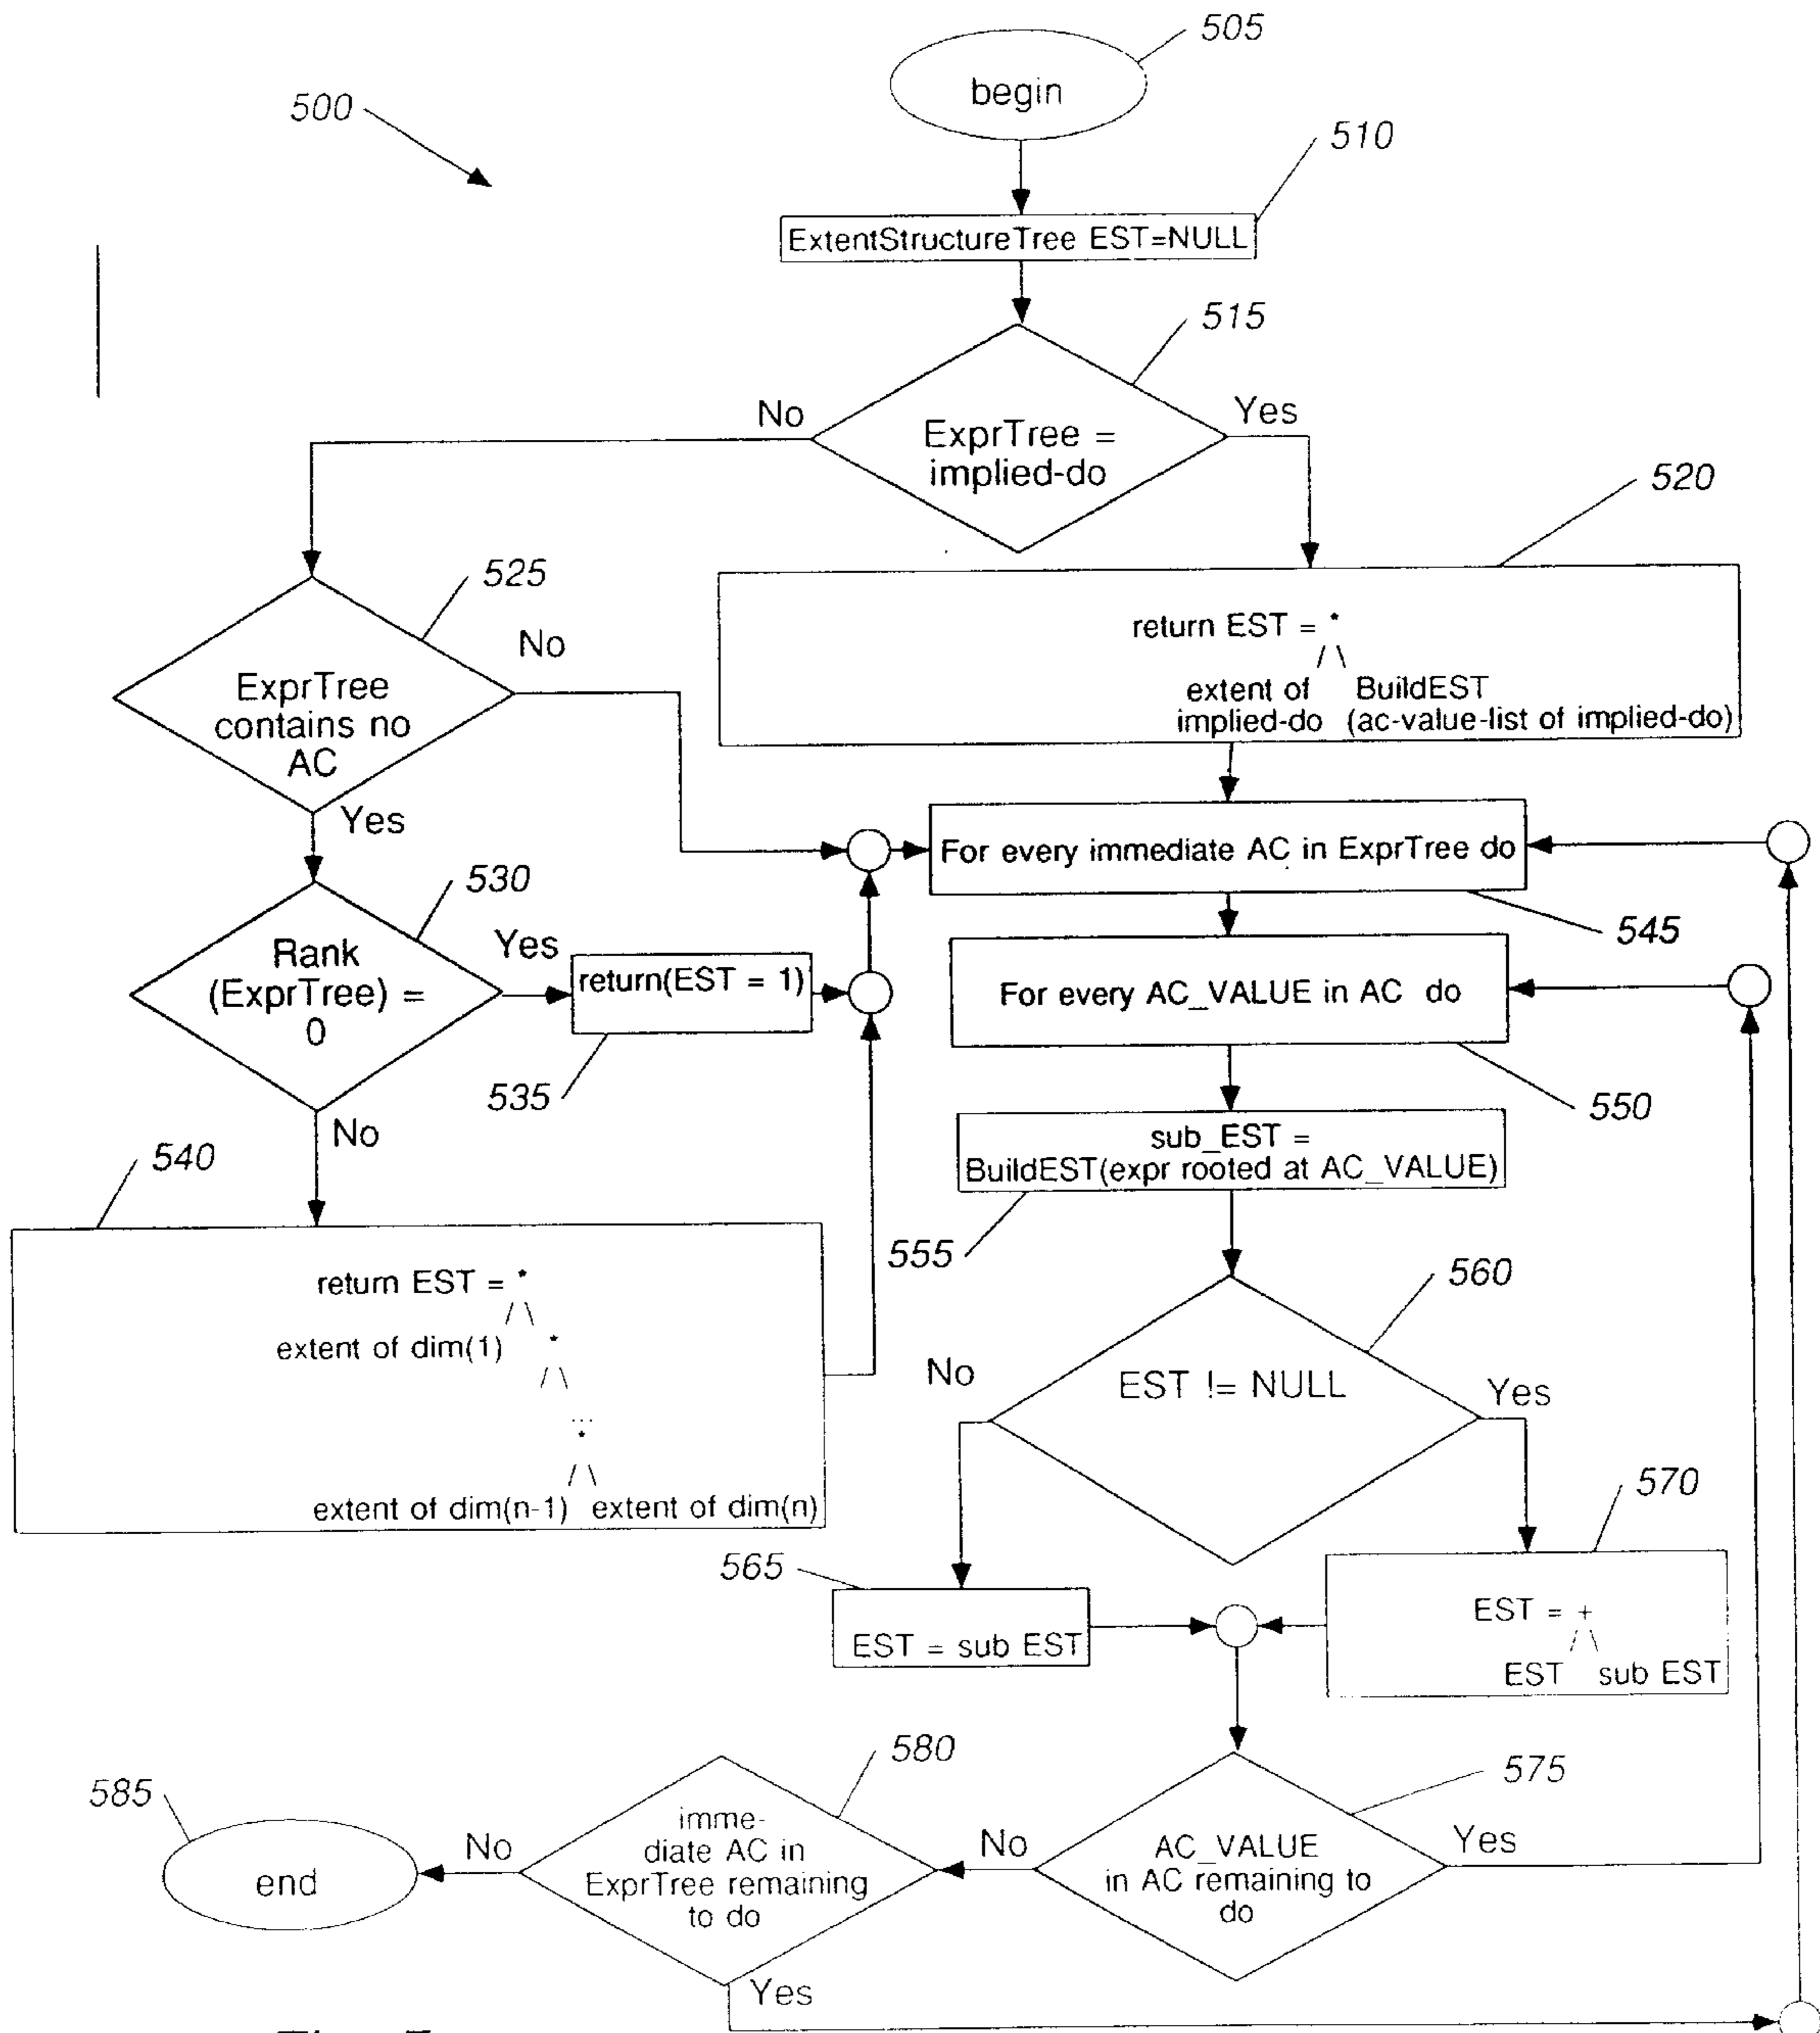 505
begin
500
510
ExtentStructureTree EST=NULL
515
No
Yes
ExprTree =
implied-do
520
525
No
return EST = *
/ \
extent of BuildEST
implied-do (ac-value-list of implied-do)
ExprTree
contains no
AC
Yes
For every immediate AC in ExprTree do
530
545
Rank
(ExprTree) =
0
Yes
return(EST = 1)
For every AC_VALUE in AC do
535
550
No
sub_EST =
BuildEST(expr rooted at AC_VALUE)
540
555
return EST = *
/ \
extent of dim(1) *
/ \
...
*
/ \
extent of dim(n-1) extent of dim(n)
560
No
EST != NULL
Yes
570
565
EST = sub EST
EST = +
/ \
EST sub EST
580
575
585
end
No
imme-
diate AC in
ExprTree remaining
to do
No
AC_VALUE
in AC remaining to
do
Yes
Yes